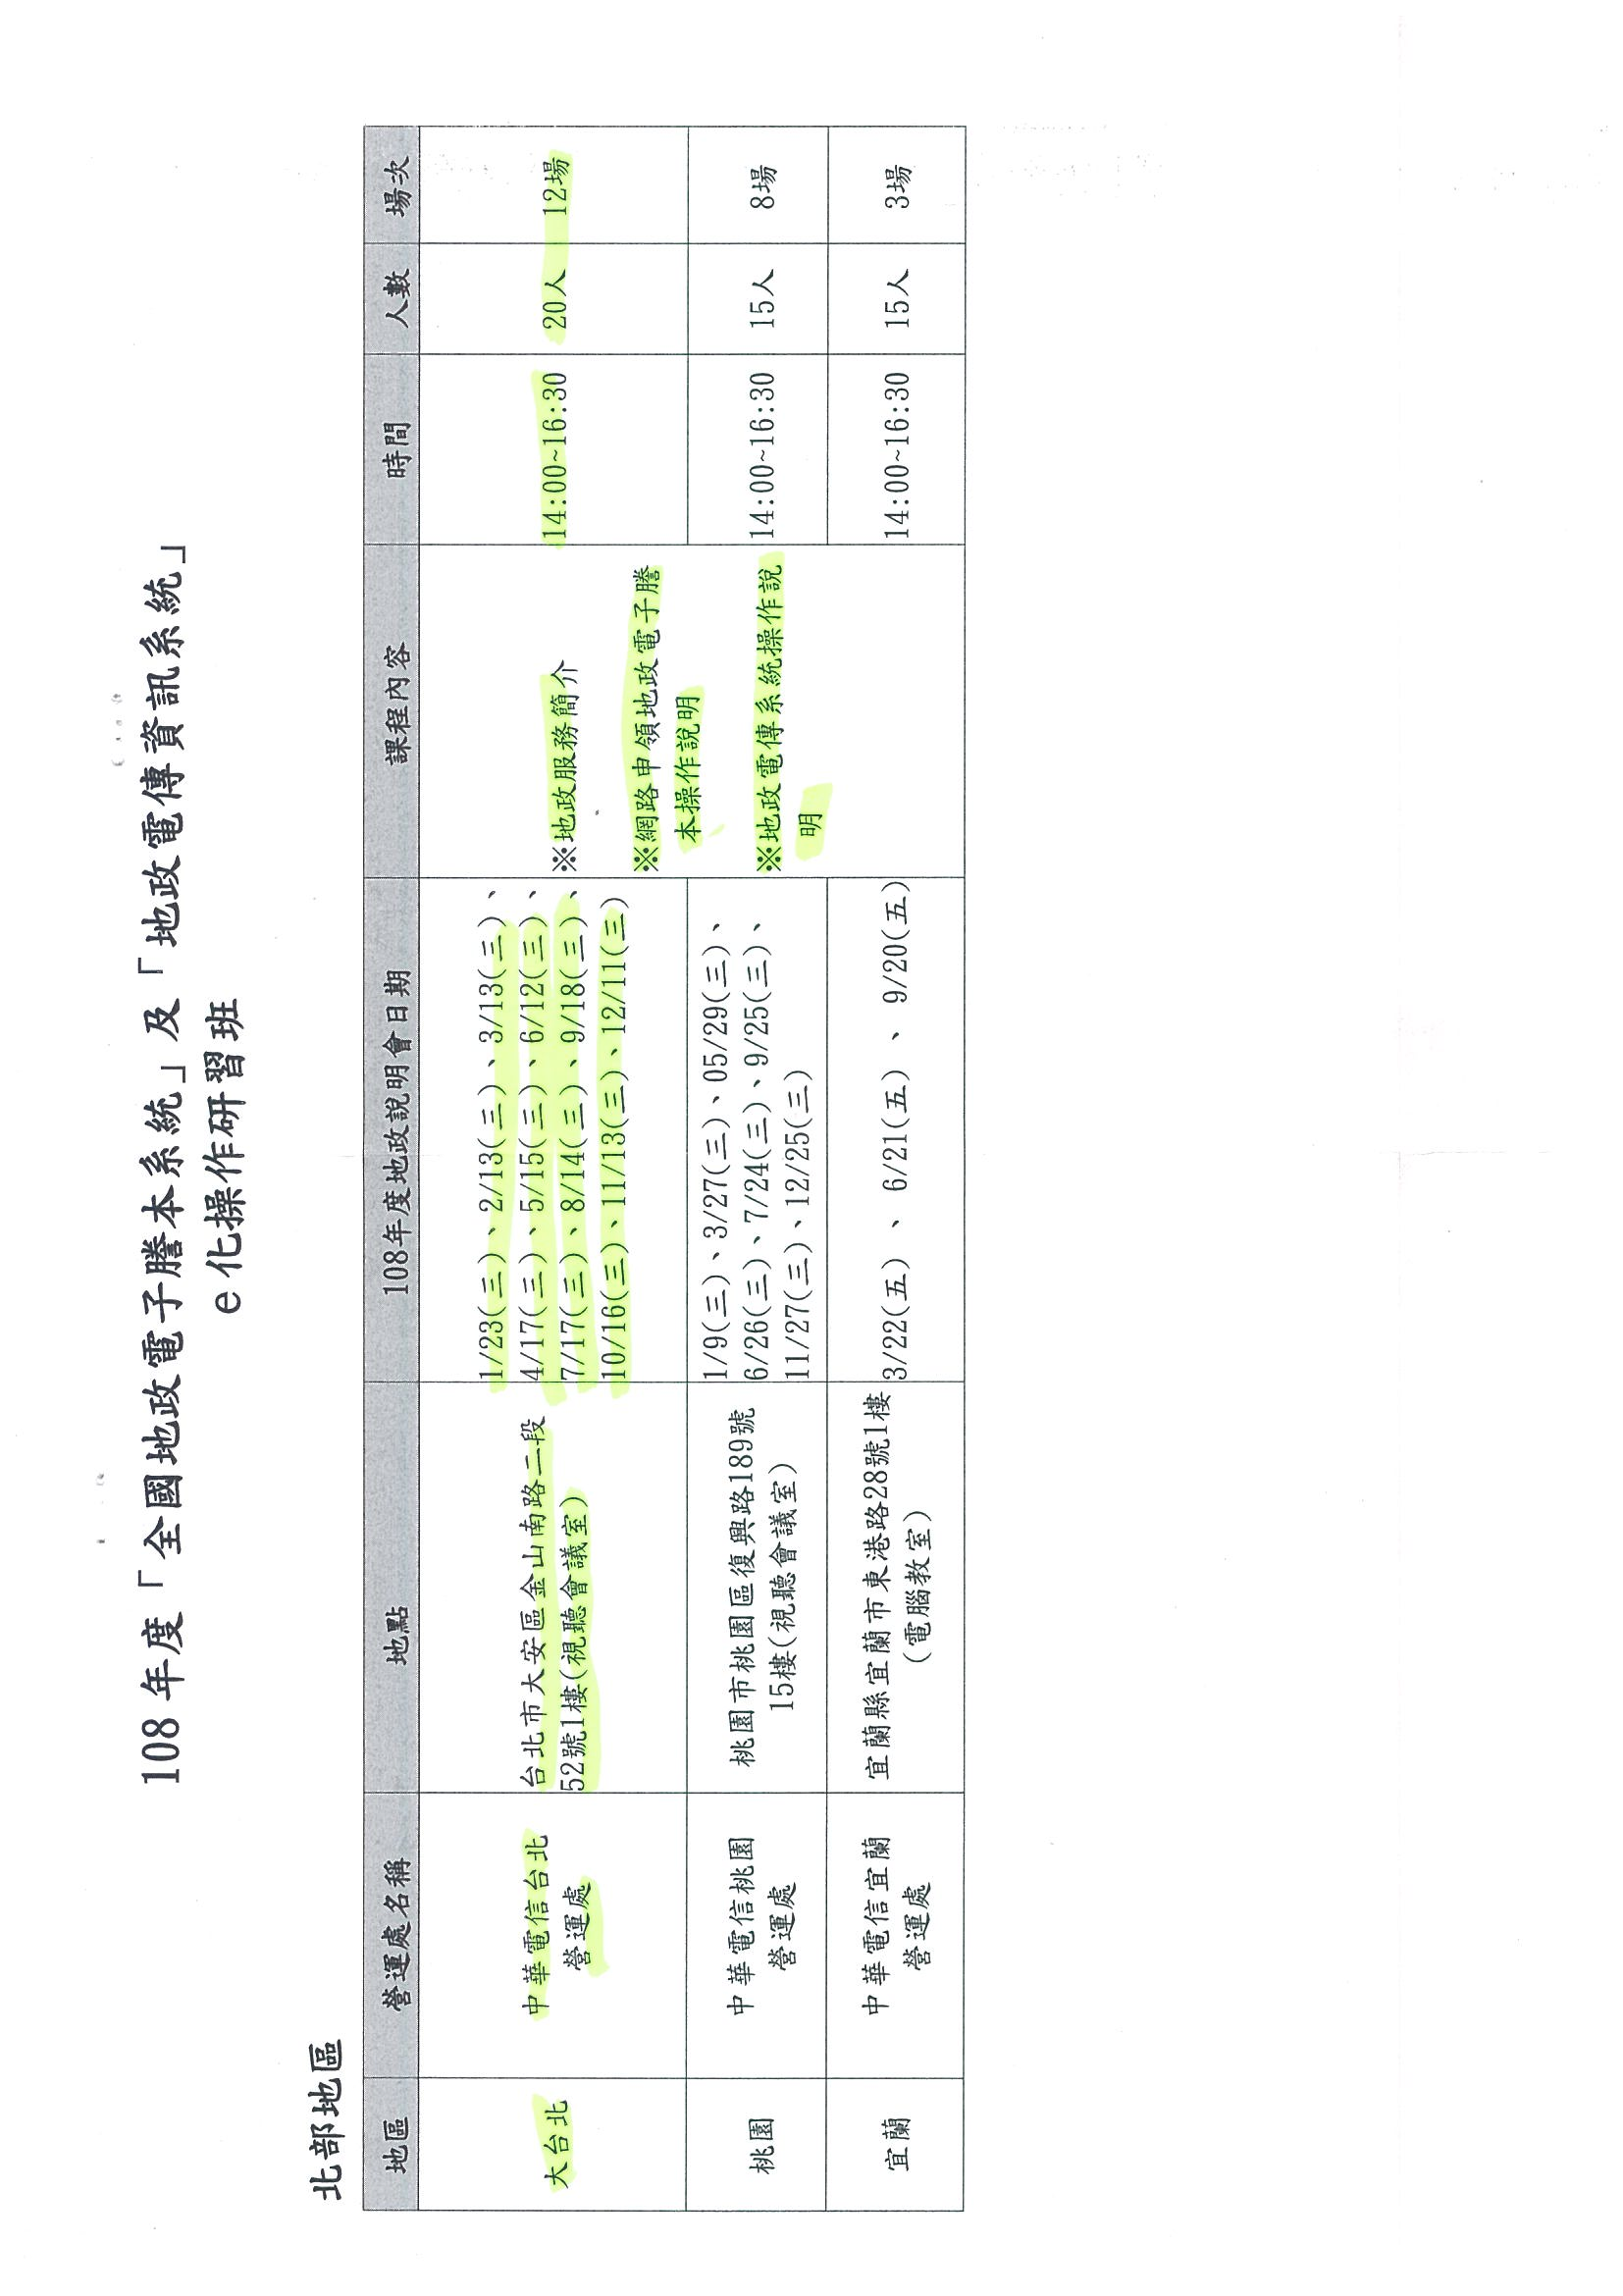 108 年度「全國地政電子謄本系統」及「地政電傳資訊系統」
e化操作研習班
北部地區
地區 營運處名稱 地點 108年度地政說明會日期 課程內容 時間 人數 場次
大台北
中華電信台北
營運處
台北市大安區金山南路二段
52號1樓(視聽會議室)
1/23(三)、2/13(三)、3/13(三)、
4/17(三)、5/15(三)、6/12(三)、
7/17(三)、8/14(三)、9/18(三)、
10/16(三)、11/13(三)、12/11(三)
※地政服務簡介
※網路申領地政電子謄
本操作說明
※地政電傳系統操作說
明
14:00~16:30 20人 12場
桃園
中華電信桃園
營運處
桃園市桃園區復興路189號
15樓(視聽會議室)
1/9(三)、3/27(三)、05/29(三)、
6/26(三)、7/24(三)、9/25(三)、
11/27(三)、12/25(三)
14:00~16:30 15人 8場
宜蘭
中華電信宜蘭
營運處
宜蘭縣宜蘭市東港路28號1樓
(電腦教室)
3/22(五) 、 6/21(五) 、 9/20(五)
14:00~16:30 15人 3場